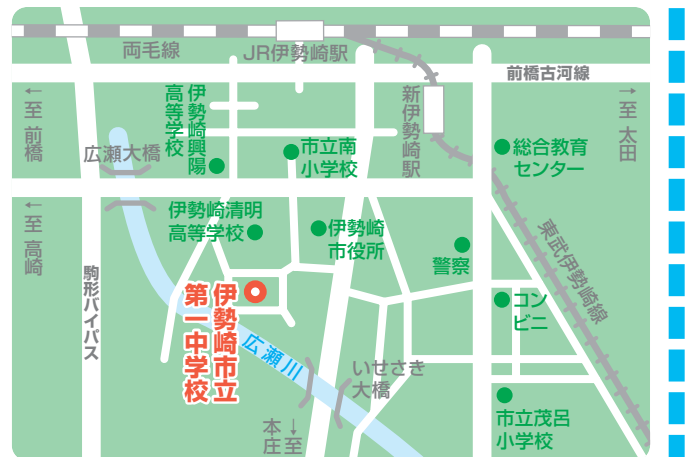 両毛線
JR伊勢崎駅
前橋古河線
←至 前橋
伊勢崎興陽
高等学校
新伊勢崎駅
→至 太田
広瀬大橋
市立南
小学校
総合教育
センター
←至 高崎
伊勢崎清明
高等学校
伊勢崎
市役所
警察
東武伊勢崎線
駒形バイパス
伊勢崎市立
第一中学校
コン
ビニ
広瀬川
いせさき
大橋
→至
本庄
市立茂呂
小学校